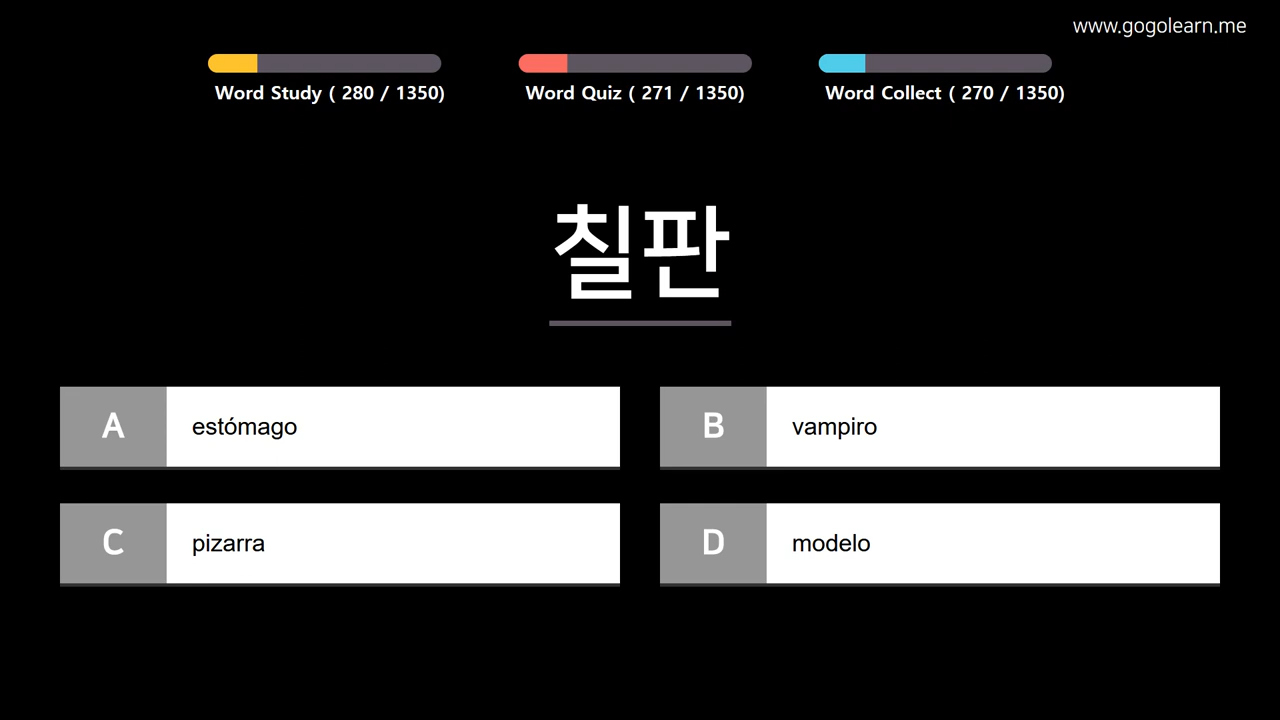 www.gogolearn.me
Word Study ( 280 / 1350)
Word Quiz ( 271 / 1350)
Word Collect ( 270 / 1350)
칠판
A estómago
B vampiro
C pizarra
D modelo